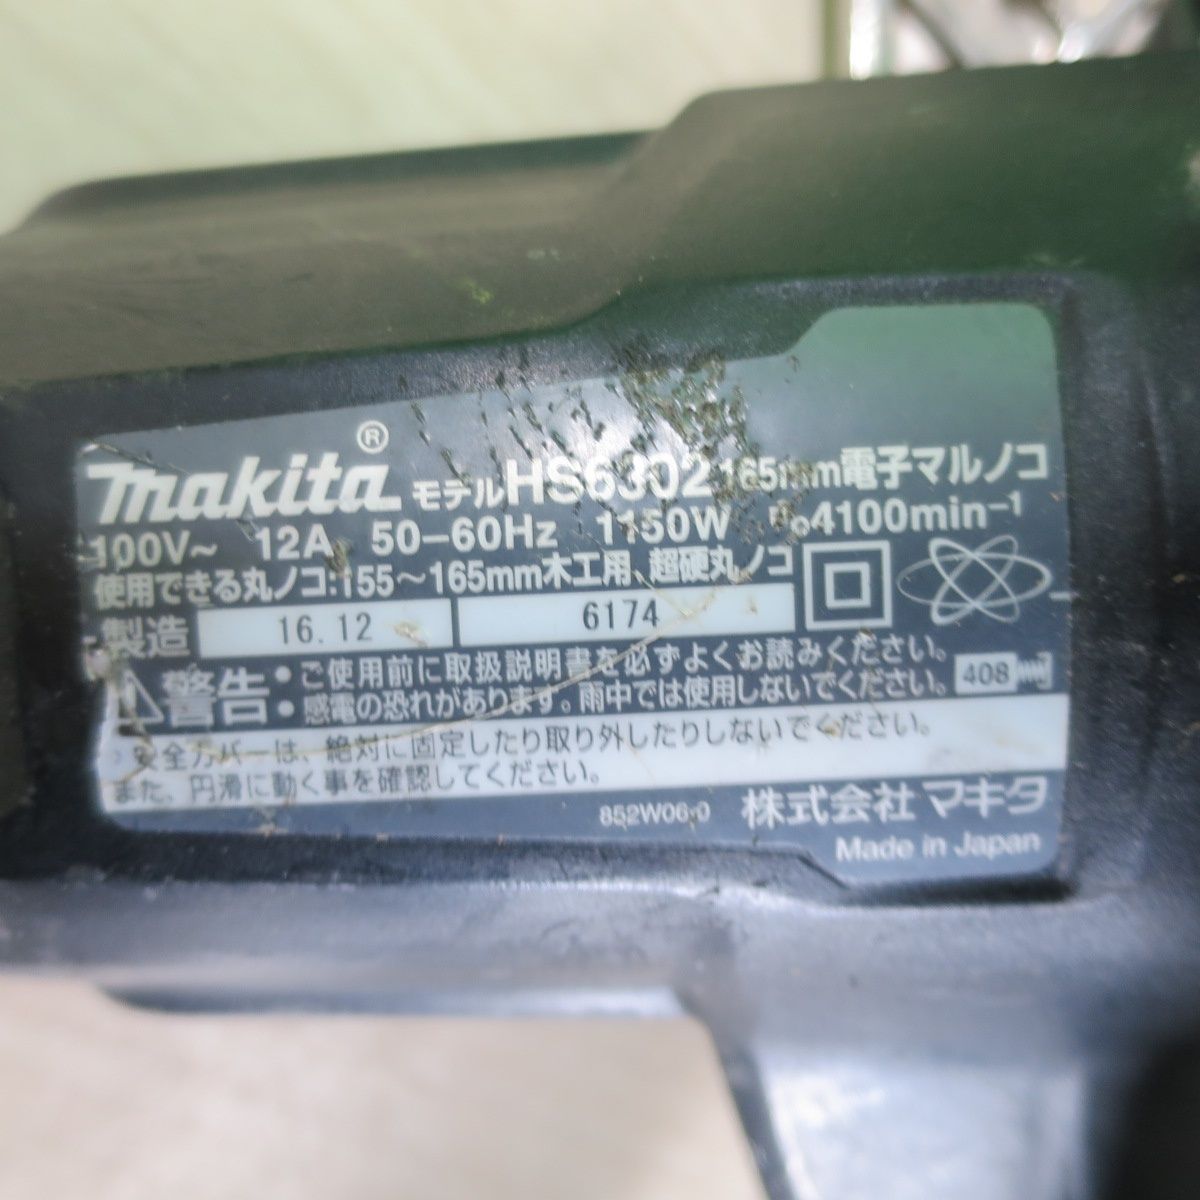 makita® モデルHS6302 165mm電子マルノコ
100V~ 12A 50-60Hz 1150W n₀4100min⁻¹
使用できる丸ノコ:155~165mm木工用 超硬丸ノコ
製造 16.12 6174
警告 •ご使用前に取扱説明書を必ずよくお読みください。
•感電の恐れがあります。雨中では使用しないでください。 408
安全カバーは、絶対に固定したり取り外したりしないでください。
また、円滑に動く事を確認してください。
852W06-0 株式会社 マキタ
Made in Japan